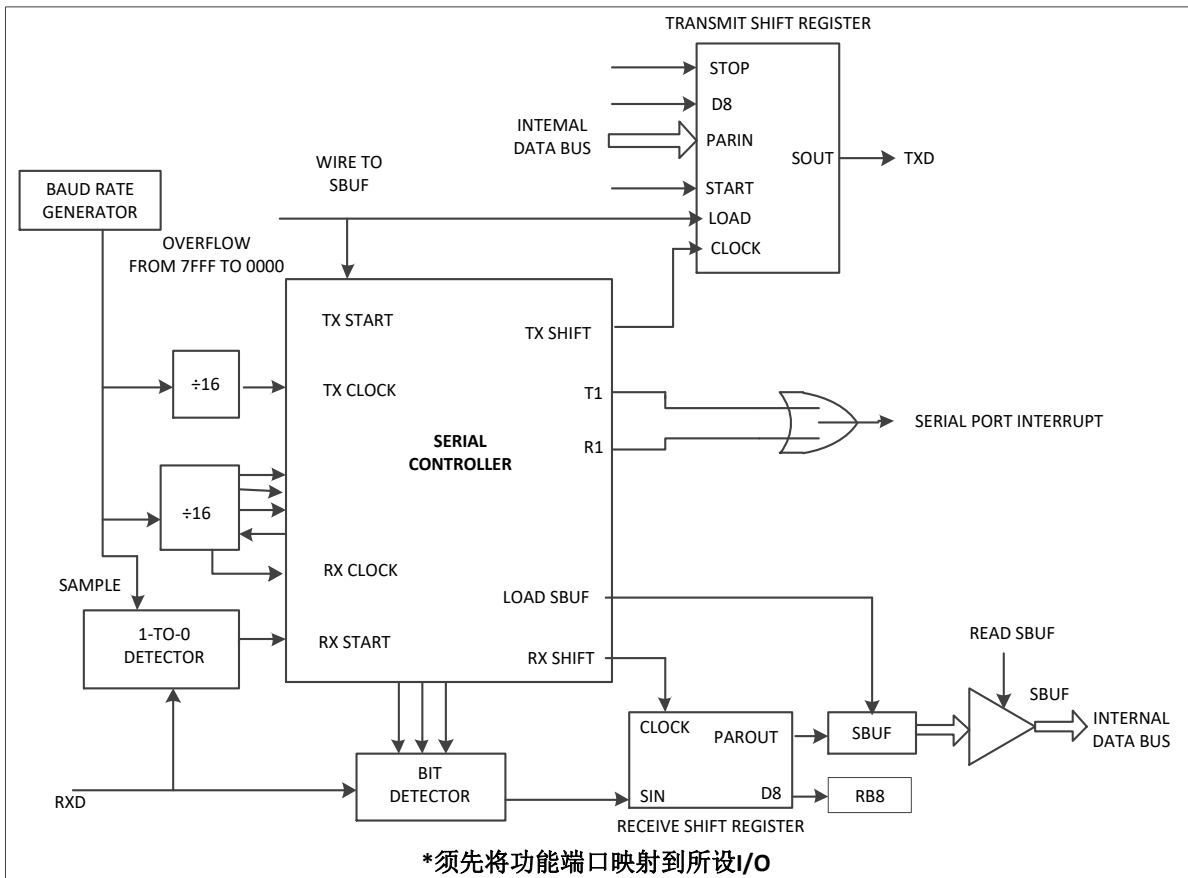 TRANSMIT SHIFT REGISTER
STOP
D8
INTEMAL
DATA BUS
PARIN
SOUT
TXD
START
LOAD
CLOCK
WIRE TO
SBUF
BAUD RATE
GENERATOR
OVERFLOW
FROM 7FFF TO 0000
TX START
TX SHIFT
÷16
TX CLOCK
T1
SERIAL PORT INTERRUPT
R1
SERIAL
CONTROLLER
÷16
RX CLOCK
SAMPLE
LOAD SBUF
1-TO-0
DETECTOR
RX START
RX SHIFT
READ SBUF
SBUF
CLOCK
PAROUT
SBUF
INTERNAL
DATA BUS
BIT
DETECTOR
RXD
SIN
D8
RB8
RECEIVE SHIFT REGISTER
*须先将功能端口映射到所设I/O